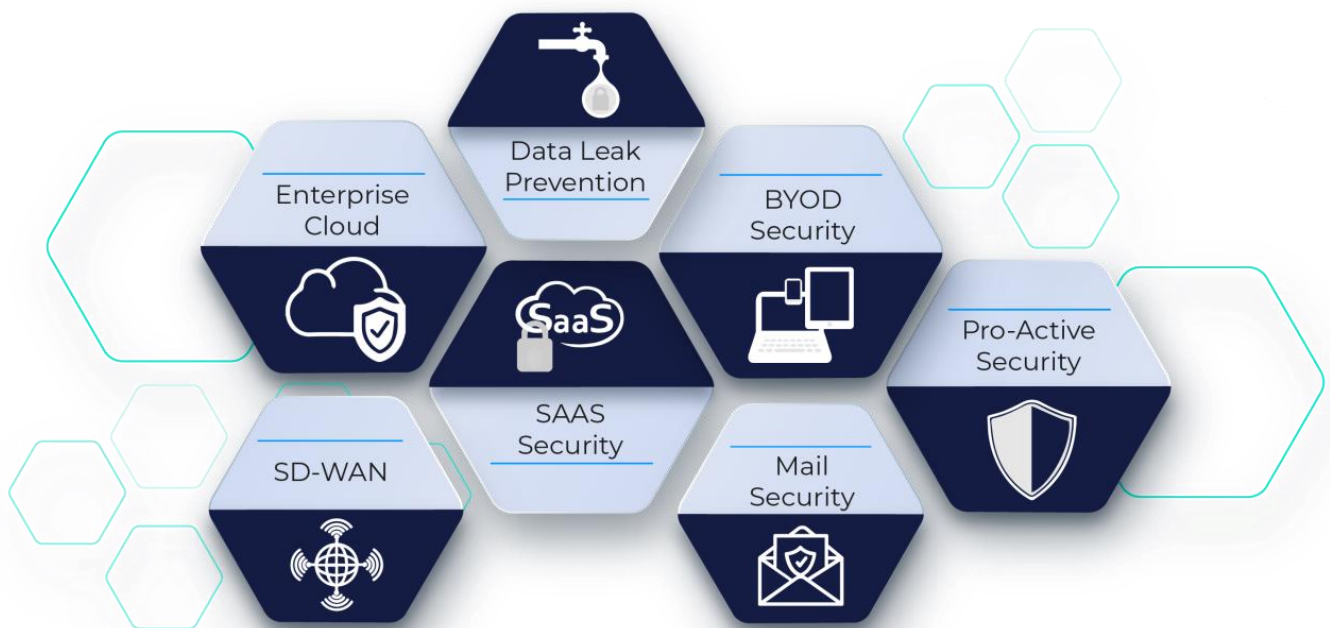 Data Leak
Prevention
Enterprise
Cloud
BYOD
Security
SaaS
Pro-Active
Security
SAAS
Security
SD-WAN
Mail
Security